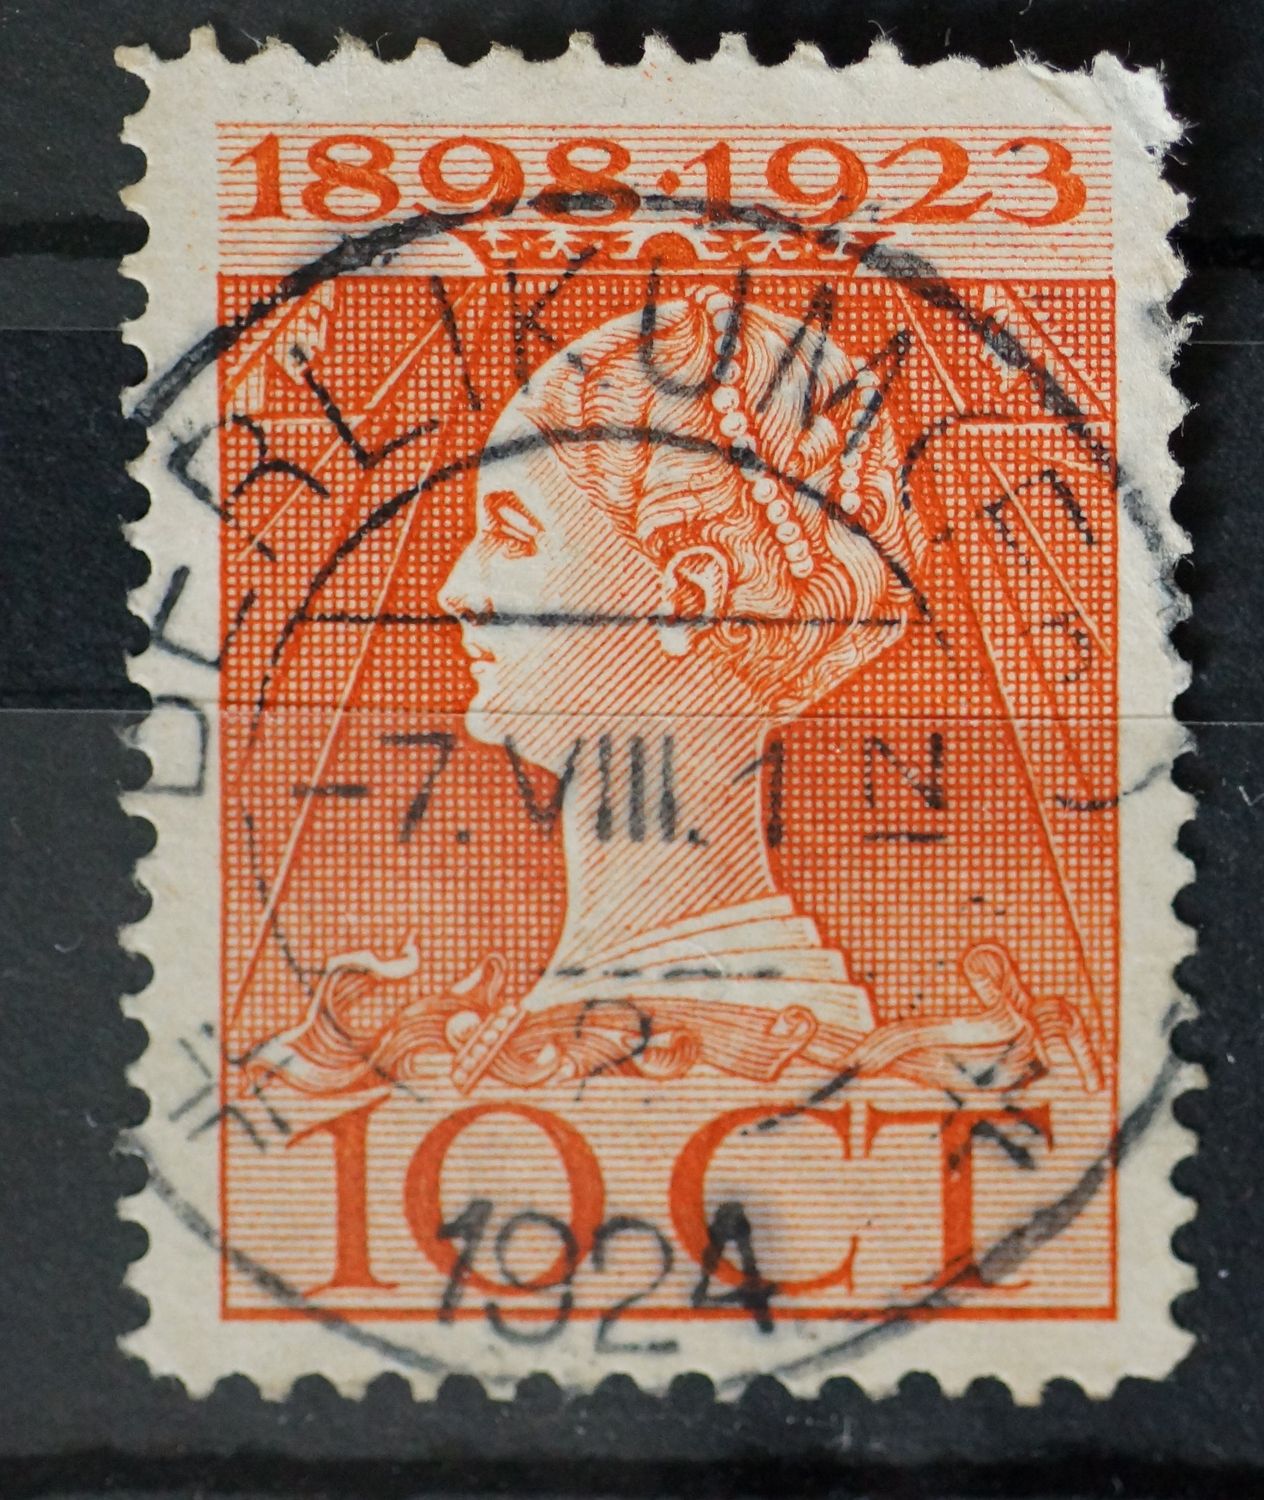 1898·1923
BERLIKUM
-7.VIII.1 N
10 CT
1924